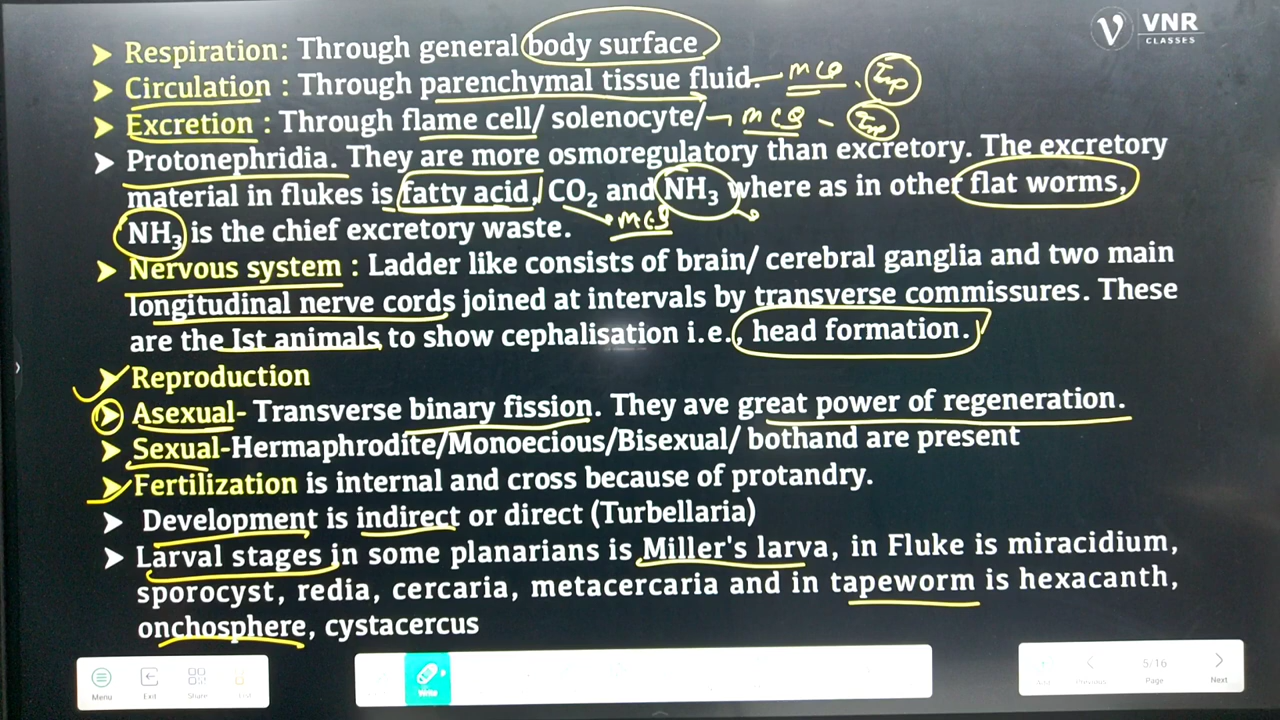 VNR
CLASSES
➤ Respiration: Through general body surface
➤ Circulation : Through parenchymal tissue fluid. MCQ . Imp
➤ Excretion : Through flame cell/ solenocyte/ MCQ - Imp
➤ Protonephridia. They are more osmoregulatory than excretory. The excretory
material in flukes is fatty acid, CO₂ and NH₃ where as in other flat worms,
MCQ
NH₃ is the chief excretory waste.
➤ Nervous system : Ladder like consists of brain/ cerebral ganglia and two main
longitudinal nerve cords joined at intervals by transverse commissures. These
are the Ist animals to show cephalisation i.e., head formation.
➤ Reproduction
➤ Asexual- Transverse binary fission. They ave great power of regeneration.
➤ Sexual-Hermaphrodite/Monoecious/Bisexual/ bothand are present
➤ Fertilization is internal and cross because of protandry.
➤ Development is indirect or direct (Turbellaria)
➤ Larval stages in some planarians is Miller's larva, in Fluke is miracidium,
sporocyst, redia, cercaria, metacercaria and in tapeworm is hexacanth,
onchosphere, cystacercus
Menu Exit Share Write Previous 5/16 Page Next